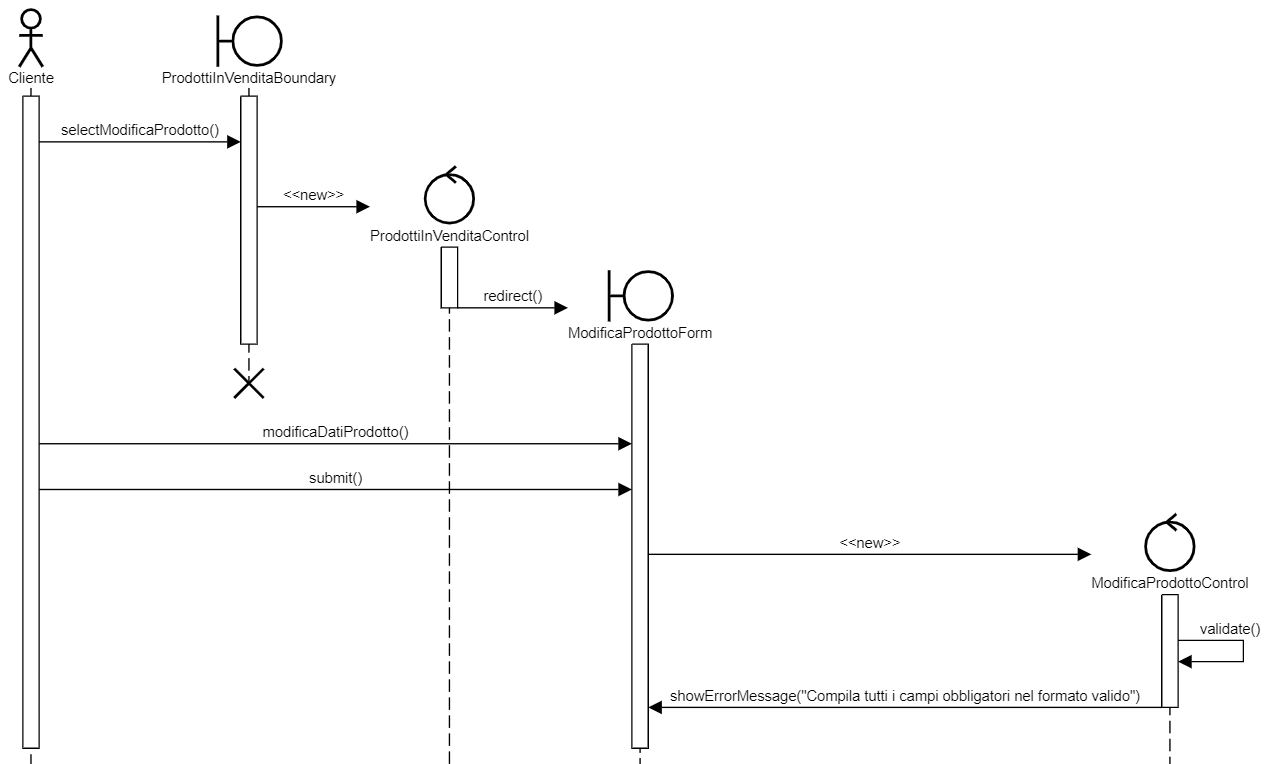 Cliente
ProdottiInVenditaBoundary
selectModificaProdotto()
<<new>>
ProdottiInVenditaControl
redirect()
ModificaProdottoForm
modificaDatiProdotto()
submit()
<<new>>
ModificaProdottoControl
validate()
showErrorMessage("Compila tutti i campi obbligatori nel formato valido")